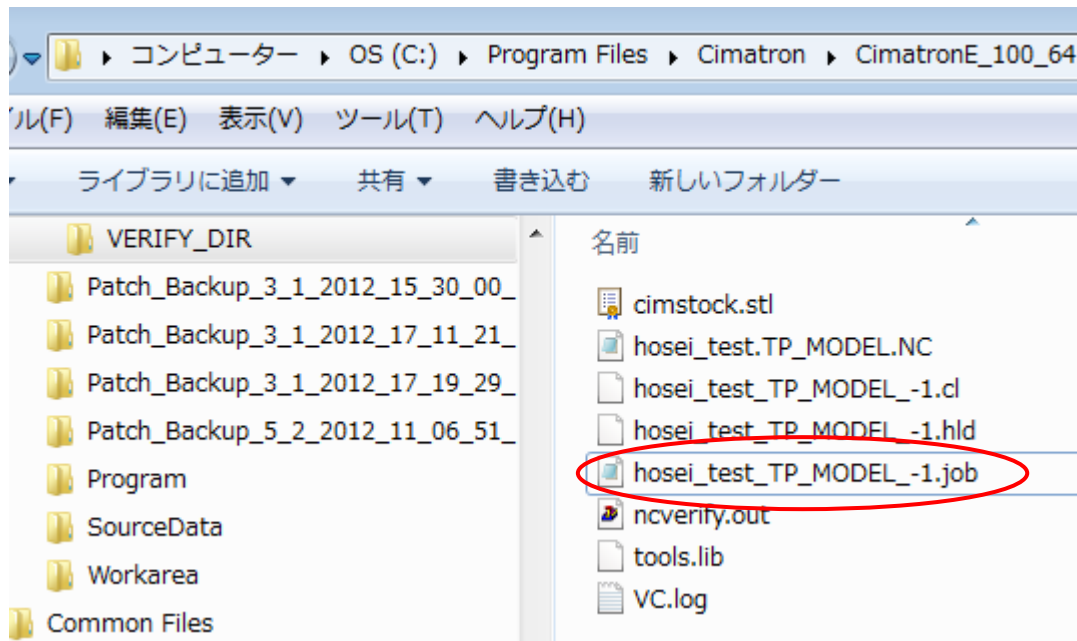 コンピューター OS (C:) Program Files Cimatron CimatronE_100_64
イル(F) 編集(E) 表示(V) ツール(T) ヘルプ(H)
ライブラリに追加 共有 書き込む 新しいフォルダー
VERIFY_DIR
Patch_Backup_3_1_2012_15_30_00_
Patch_Backup_3_1_2012_17_11_21_
Patch_Backup_3_1_2012_17_19_29_
Patch_Backup_5_2_2012_11_06_51_
Program
SourceData
Workarea
Common Files
名前
cimstock.stl
hosei_test.TP_MODEL.NC
hosei_test_TP_MODEL_-1.cl
hosei_test_TP_MODEL_-1.hld
hosei_test_TP_MODEL_-1.job
ncverify.out
tools.lib
VC.log